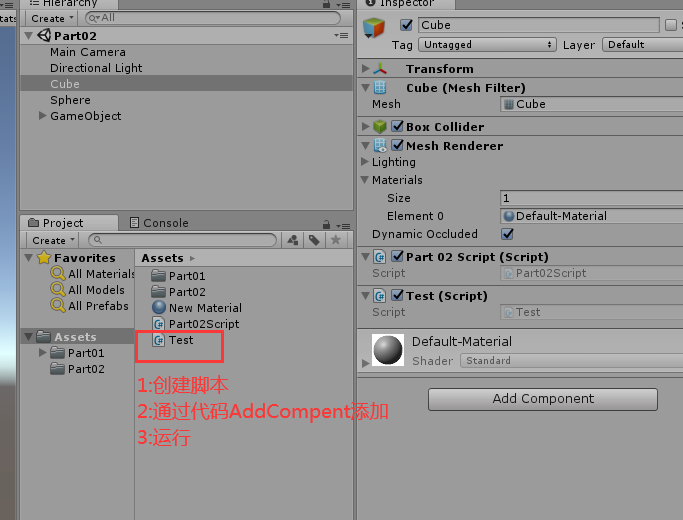 Hierarchy
Inspector
Create
All
Cube
Tag
Untagged
Layer
Default
Part02
Main Camera
Directional Light
Cube
Sphere
GameObject
Transform
Cube (Mesh Filter)
Mesh
Cube
Box Collider
Mesh Renderer
Lighting
Materials
Size
1
Element 0
Default-Material
Dynamic Occluded
Part 02 Script (Script)
Script
Part02Script
Test (Script)
Script
Test
Default-Material
Shader
Standard
Add Component
Project
Console
Create
Favorites
All Materials
All Models
All Prefabs
Assets
Part01
Part02
Assets
Part01
Part02
New Material
Part02Script
Test
1:创建脚本
2:通过代码AddCompent添加
3:运行